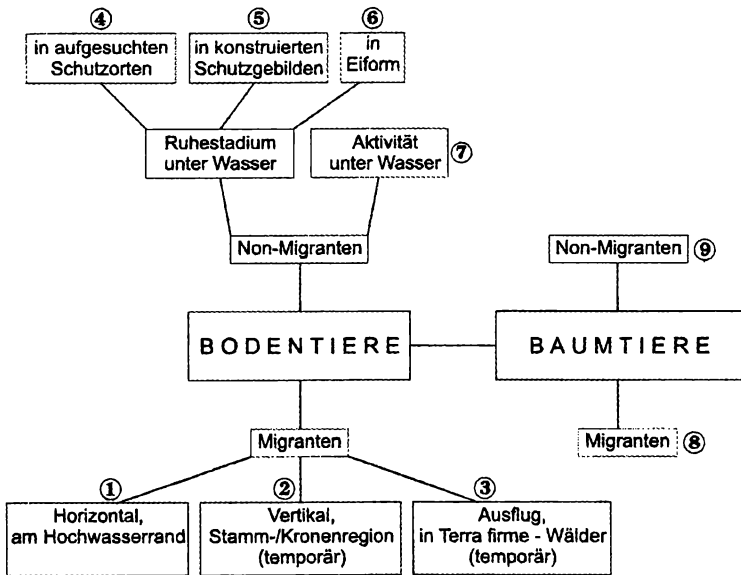 ④
in aufgesuchten
Schutzorten
⑤
in konstruierten
Schutzgebilden
⑥
in
Eiform
Ruhestadium
unter Wasser
Aktivität
unter Wasser
⑦
Non-Migranten
Non-Migranten
⑨
BODENTIERE
BAUMTIERE
Migranten
Migranten
⑧
①
Horizontal,
am Hochwasserrand
②
Vertikal,
Stamm-/Kronenregion
(temporär)
③
Ausflug,
in Terra firme - Wälder
(temporär)